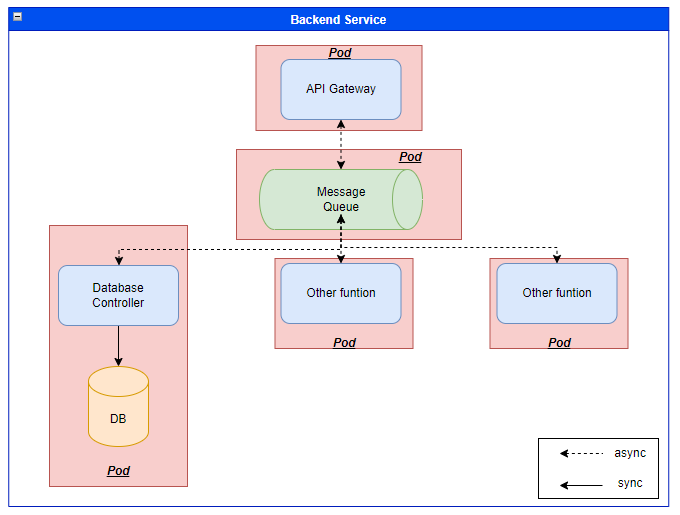 Backend Service
Pod
API Gateway
Pod
Message
Queue
Database
Controller
Other funtion
Other funtion
Pod
Pod
DB
Pod
async
sync